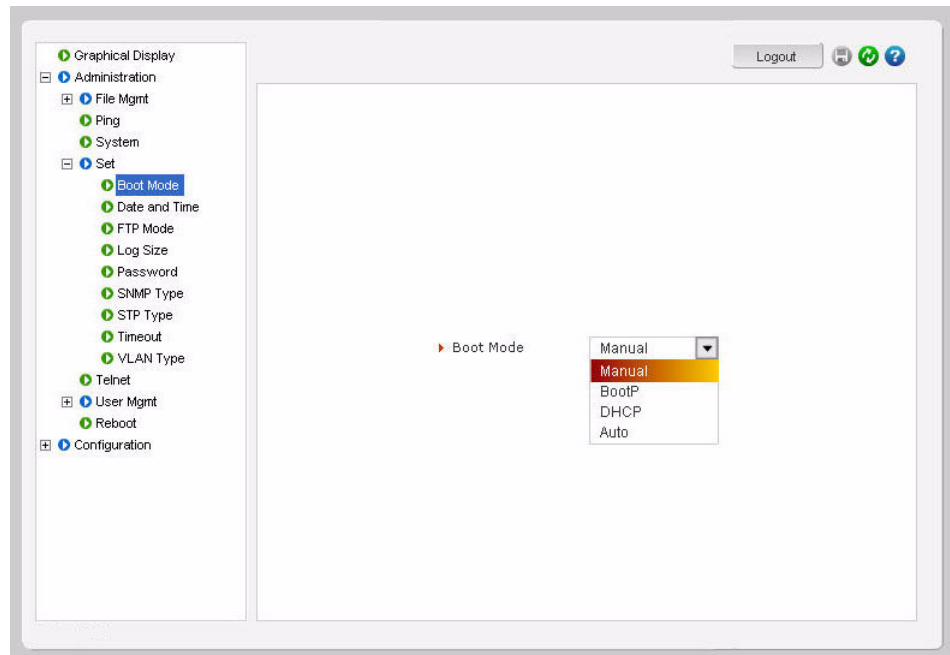 Graphical Display
Administration
File Mgmt
Ping
System
Set
Boot Mode
Date and Time
FTP Mode
Log Size
Password
SNMP Type
STP Type
Timeout
VLAN Type
Telnet
User Mgmt
Reboot
Configuration
Logout
?
Boot Mode
Manual
Manual
BootP
DHCP
Auto